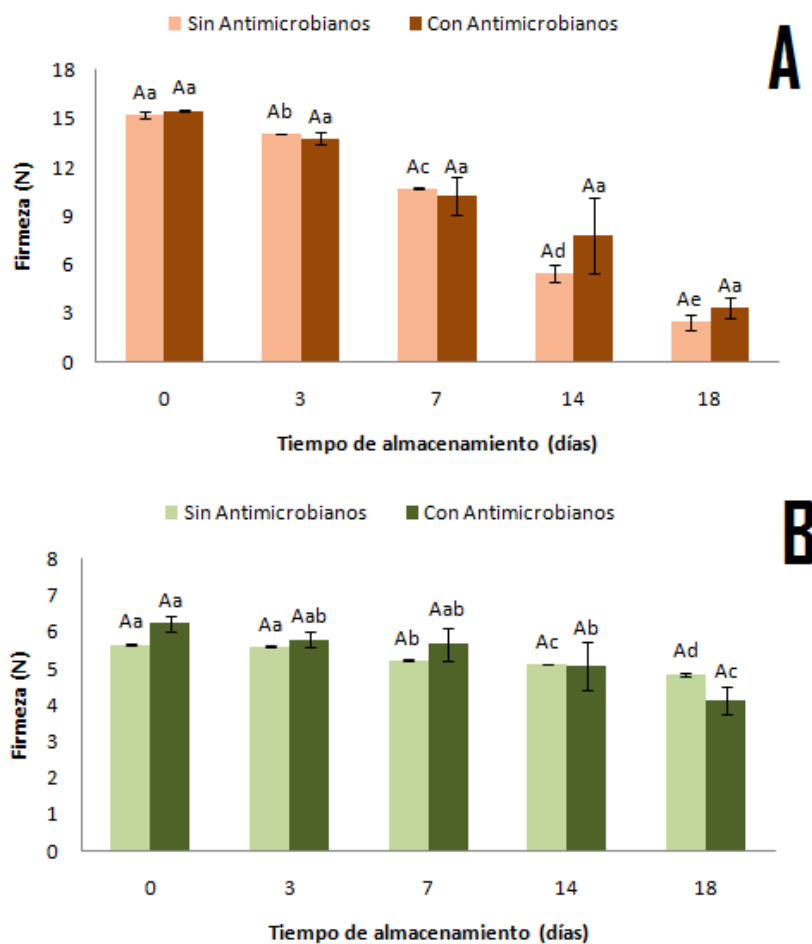 Sin Antimicrobianos Con Antimicrobianos
A
18
15
12
9
6
3
0
Firmeza (N)
Aa Aa
Ab Aa
Ac Aa
Ad Aa
Ae Aa
0 3 7 14 18
Tiempo de almacenamiento (días)
Sin Antimicrobianos Con Antimicrobianos
B
8
7
6
5
4
3
2
1
0
Firmeza (N)
Aa Aa
Aa Aab
Ab Aab
Ac Ab
Ad Ac
0 3 7 14 18
Tiempo de almacenamiento (días)